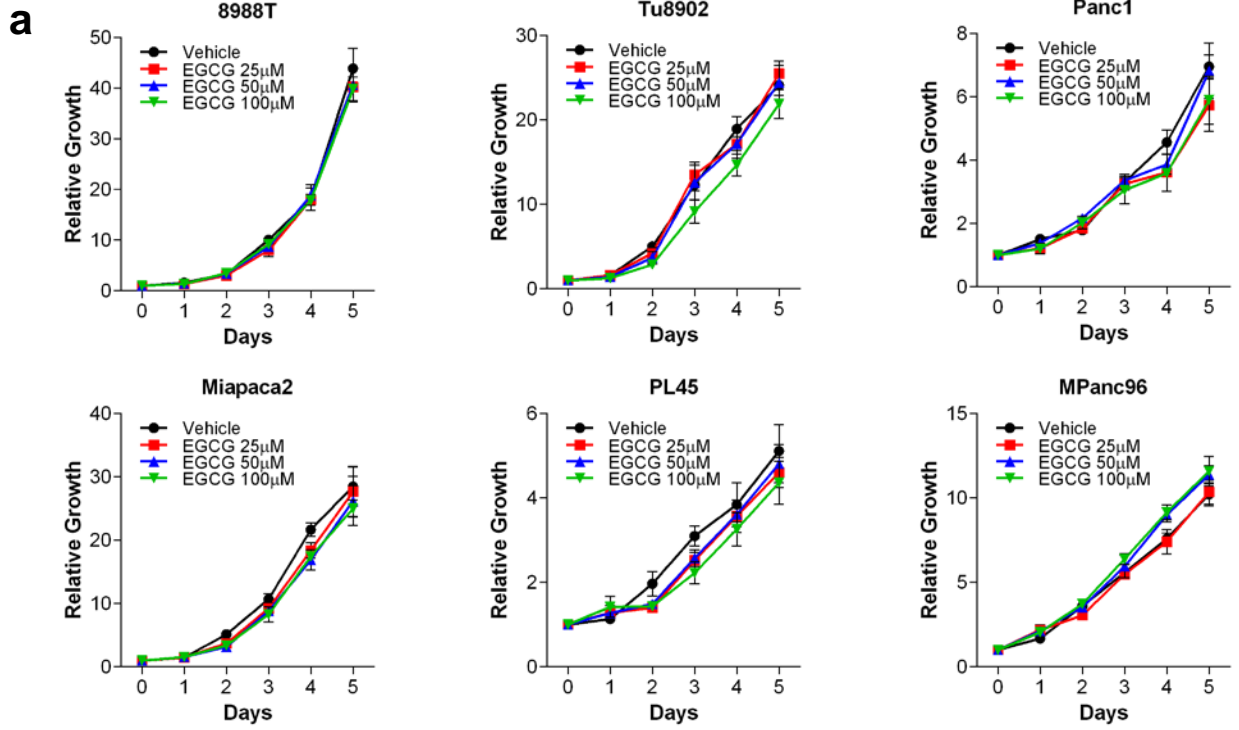 a
8988T
Vehicle
EGCG 25μM
EGCG 50μM
EGCG 100μM
Relative Growth
50
40
30
20
10
0
0 1 2 3 4 5
Days
Tu8902
Vehicle
EGCG 25μM
EGCG 50μM
EGCG 100μM
Relative Growth
30
20
10
0
0 1 2 3 4 5
Days
Panc1
Vehicle
EGCG 25μM
EGCG 50μM
EGCG 100μM
Relative Growth
8
6
4
2
0
0 1 2 3 4 5
Days
Miapaca2
Vehicle
EGCG 25μM
EGCG 50μM
EGCG 100μM
Relative Growth
40
30
20
10
0
0 1 2 3 4 5
Days
PL45
Vehicle
EGCG 25μM
EGCG 50μM
EGCG 100μM
Relative Growth
6
4
2
0
0 1 2 3 4 5
Days
MPanc96
Vehicle
EGCG 25μM
EGCG 50μM
EGCG 100μM
Relative Growth
15
10
5
0
0 1 2 3 4 5
Days